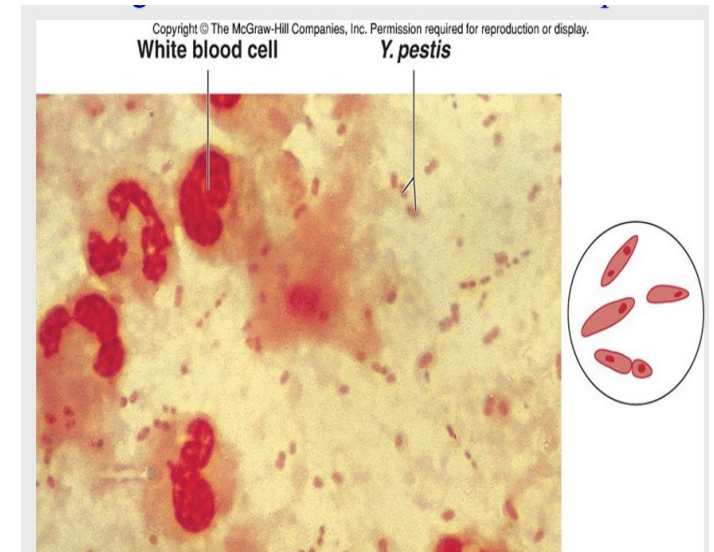 Copyright © The McGraw-Hill Companies, Inc. Permission required for reproduction or display.
White blood cell Y. pestis